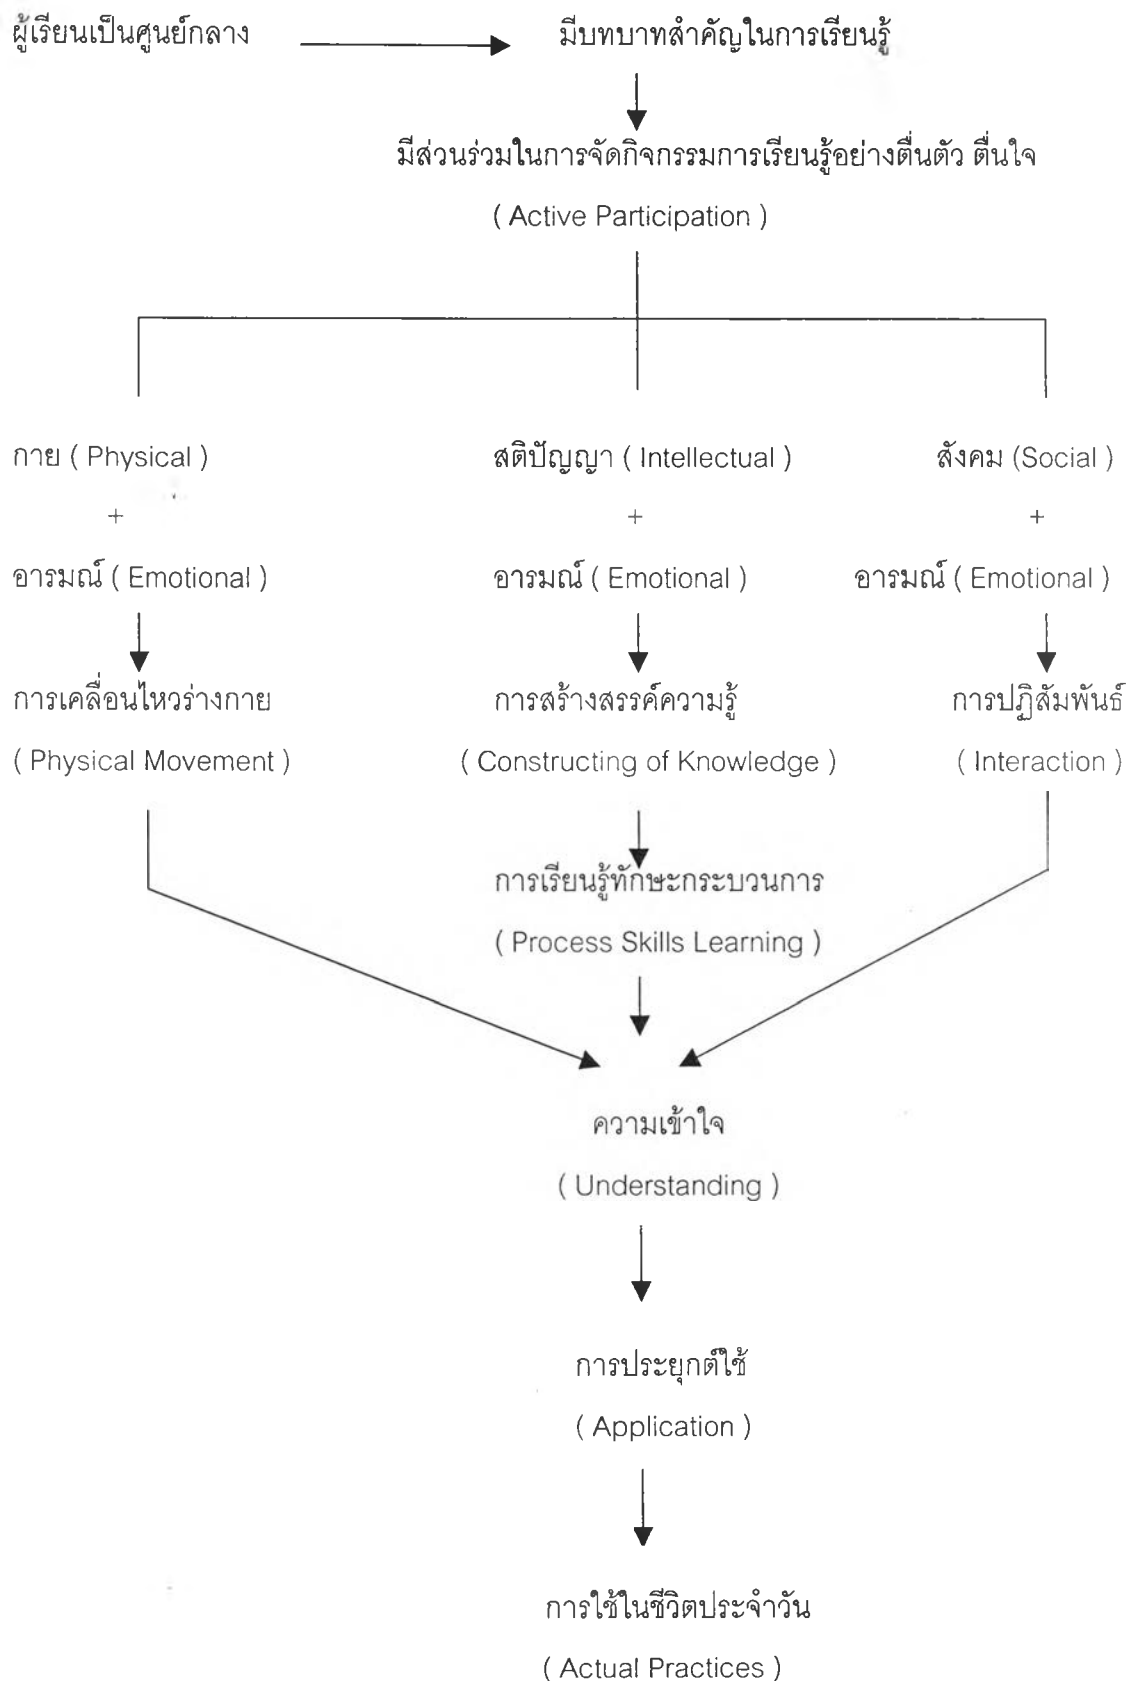 ผู้เรียนเป็นศูนย์กลาง
มีบทบาทสำคัญในการเรียนรู้
มีส่วนร่วมในการจัดกิจกรรมการเรียนรู้อย่างตื่นตัว ตื่นใจ
( Active Participation )
กาย ( Physical )
สติปัญญา ( Intellectual )
สังคม (Social )
+
+
+
อารมณ์ ( Emotional )
อารมณ์ ( Emotional )
อารมณ์ ( Emotional )
การเคลื่อนไหวร่างกาย
การสร้างสรรค์ความรู้
การปฏิสัมพันธ์
( Physical Movement )
( Constructing of Knowledge )
( Interaction )
การเรียนรู้ทักษะกระบวนการ
( Process Skills Learning )
ความเข้าใจ
( Understanding )
การประยุกต์ใช้
( Application )
การใช้ในชีวิตประจำวัน
( Actual Practices )